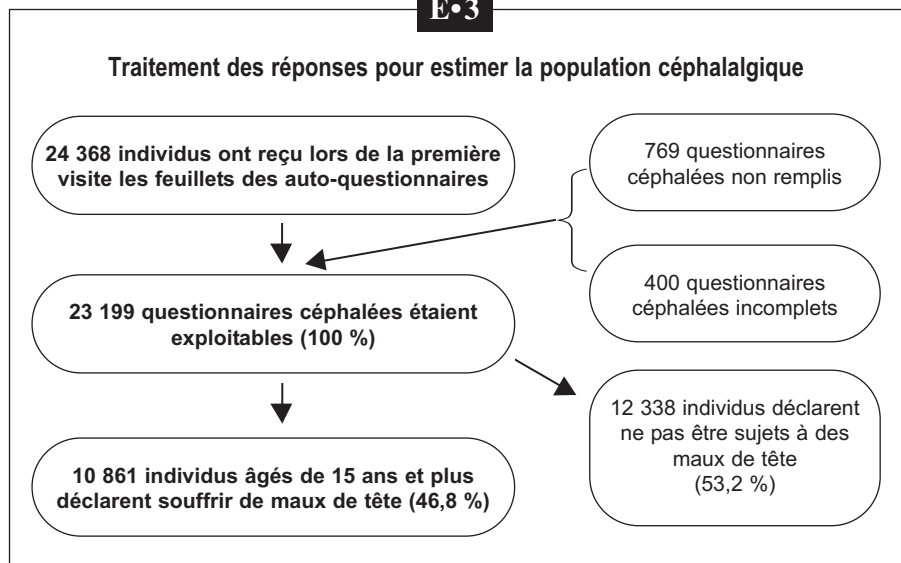 E•3
Traitement des réponses pour estimer la population céphalalgique
24 368 individus ont reçu lors de la première
visite les feuillets des auto-questionnaires
769 questionnaires
céphalées non remplis
400 questionnaires
céphalées incomplets
23 199 questionnaires céphalées étaient
exploitables (100 %)
12 338 individus déclarent
ne pas être sujets à des
maux de tête
(53,2 %)
10 861 individus âgés de 15 ans et plus
déclarent souffrir de maux de tête (46,8 %)